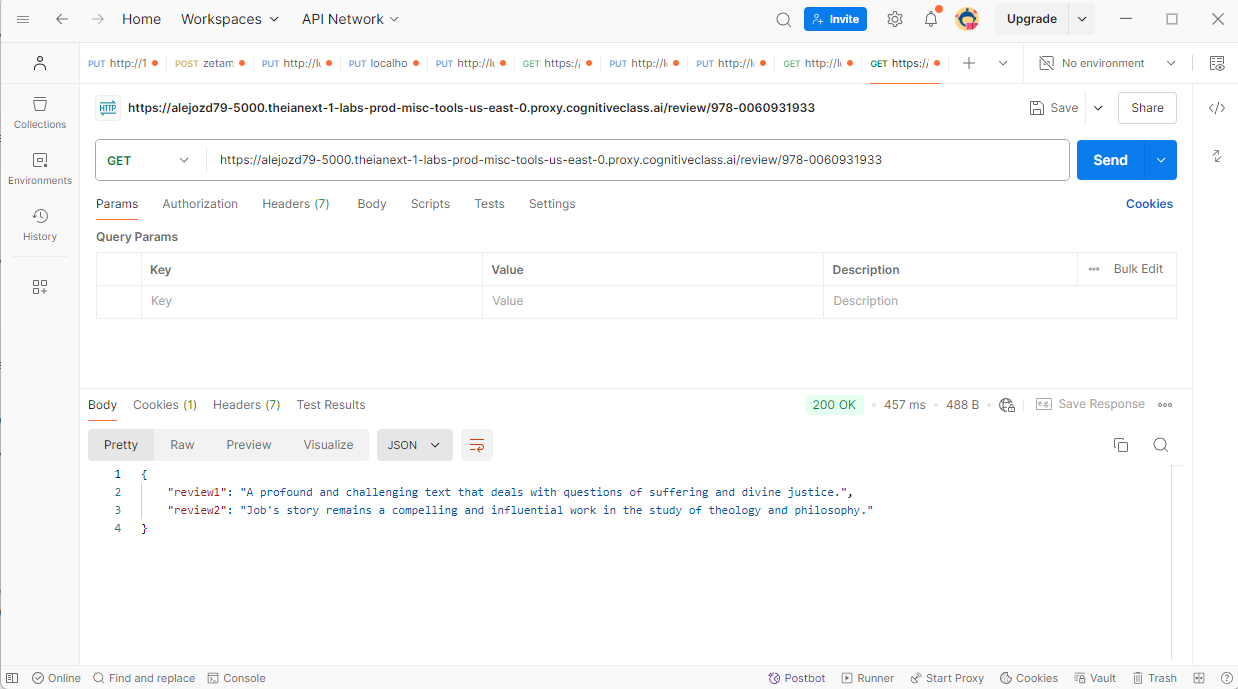 Home Workspaces API Network Invite Upgrade
PUT http://1 POST zetam PUT http://l PUT localho PUT http://l GET https:/ PUT http://l PUT http://l GET http://l GET https:/ No environment
HTTP https://alejozd79-5000.theianext-1-labs-prod-misc-tools-us-east-0.proxy.cognitiveclass.ai/review/978-0060931933 Save Share
Collections
GET https://alejozd79-5000.theianext-1-labs-prod-misc-tools-us-east-0.proxy.cognitiveclass.ai/review/978-0060931933 Send
Environments
Params Authorization Headers (7) Body Scripts Tests Settings Cookies
History
Query Params
Key Value Description Bulk Edit
Key Value Description
Body Cookies (1) Headers (7) Test Results 200 OK 457 ms 488 B e.g. Save Response
Pretty Raw Preview Visualize JSON
1 {
2 "review1": "A profound and challenging text that deals with questions of suffering and divine justice.",
3 "review2": "Job's story remains a compelling and influential work in the study of theology and philosophy."
4 }
Online Find and replace Console Postbot Runner Start Proxy Cookies Vault Trash